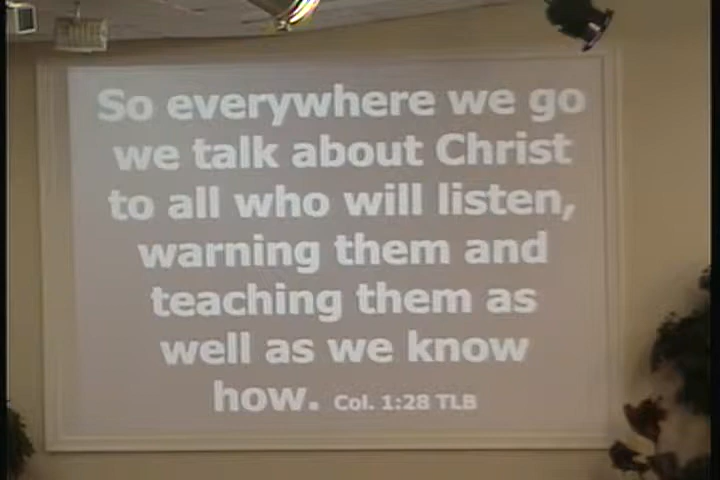 So everywhere we go
we talk about Christ
to all who will listen,
warning them and
teaching them as
well as we know
how. Col. 1:28 TLB